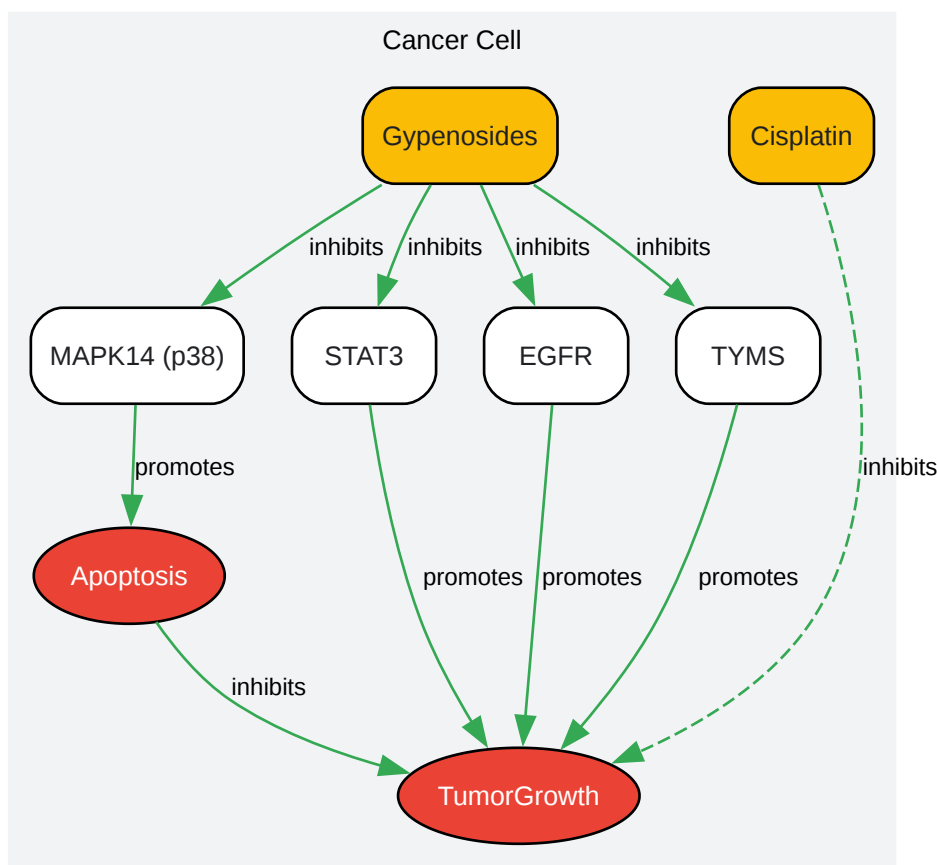 Cancer Cell
Gypenosides
Cisplatin
inhibits
inhibits
inhibits
inhibits
MAPK14 (p38)
STAT3
EGFR
TYMS
promotes
inhibits
Apoptosis
promotes
promotes
promotes
inhibits
TumorGrowth